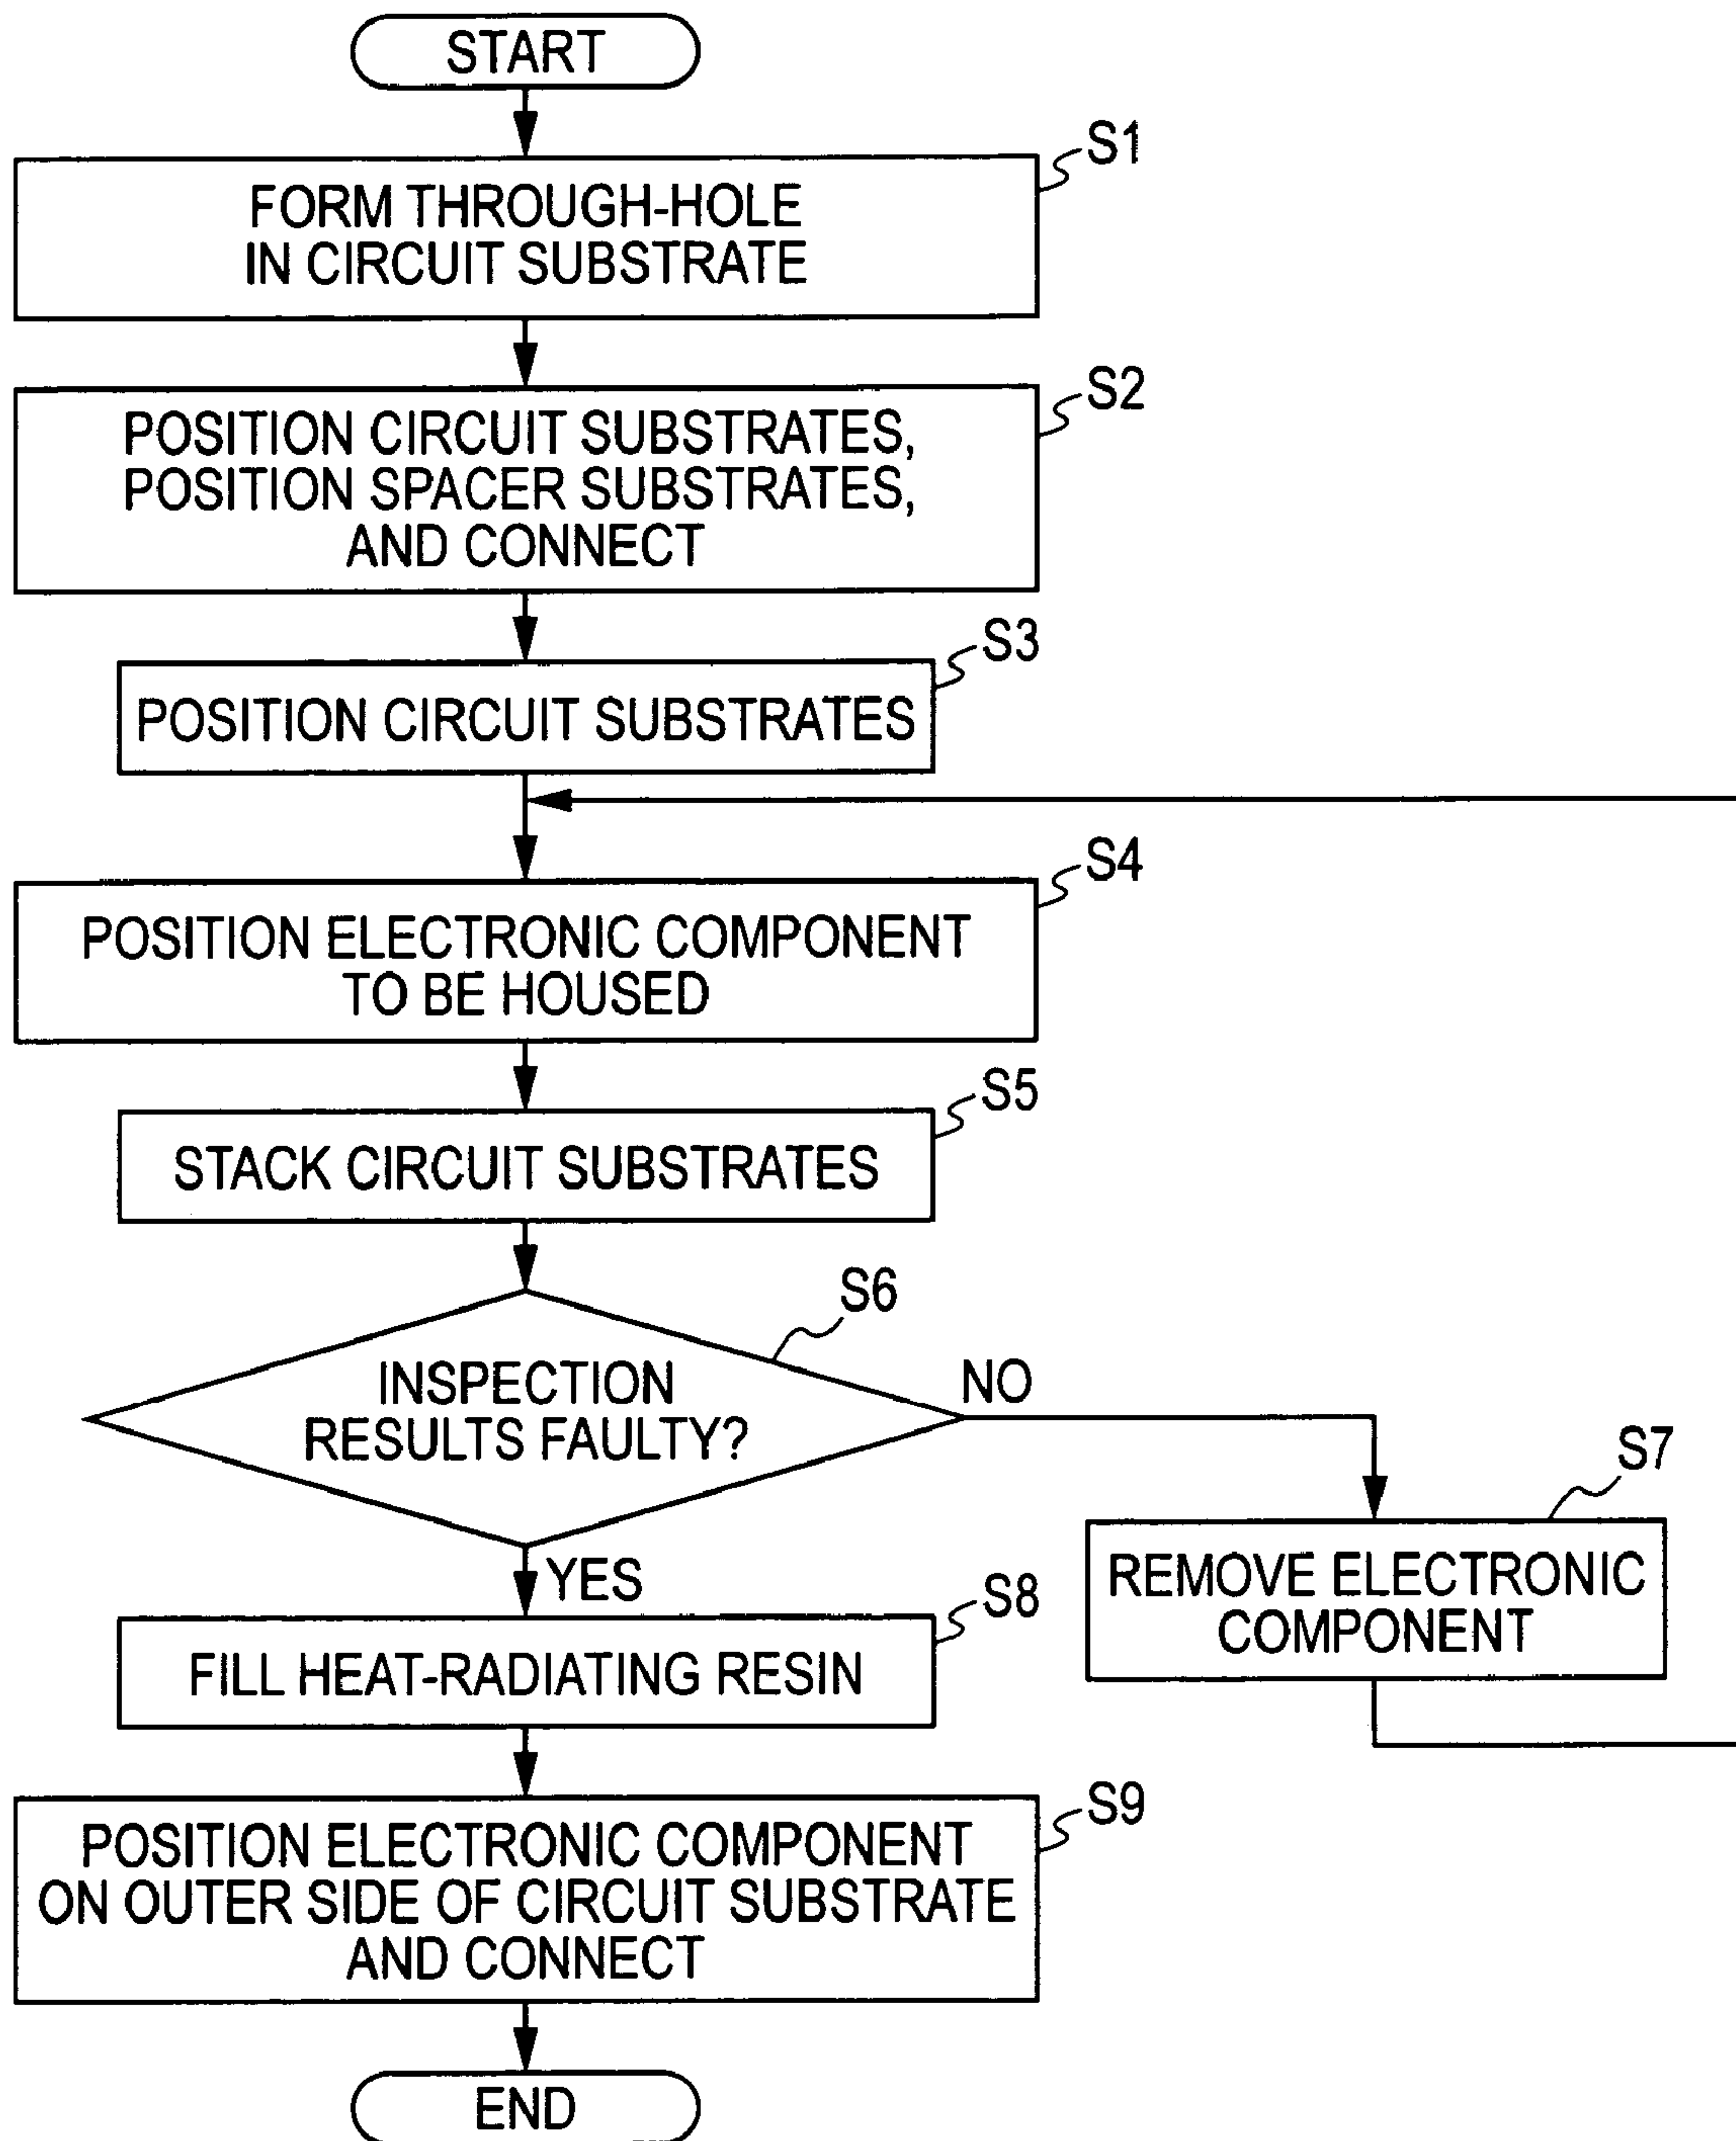 START
S1
FORM THROUGH-HOLE
IN CIRCUIT SUBSTRATE
S2
POSITION CIRCUIT SUBSTRATES,
POSITION SPACER SUBSTRATES,
AND CONNECT
S3
POSITION CIRCUIT SUBSTRATES
S4
POSITION ELECTRONIC COMPONENT
TO BE HOUSED
S5
STACK CIRCUIT SUBSTRATES
S6
INSPECTION
RESULTS FAULTY?
NO
S7
REMOVE ELECTRONIC
COMPONENT
YES
S8
FILL HEAT-RADIATING RESIN
S9
POSITION ELECTRONIC COMPONENT
ON OUTER SIDE OF CIRCUIT SUBSTRATE
AND CONNECT
END